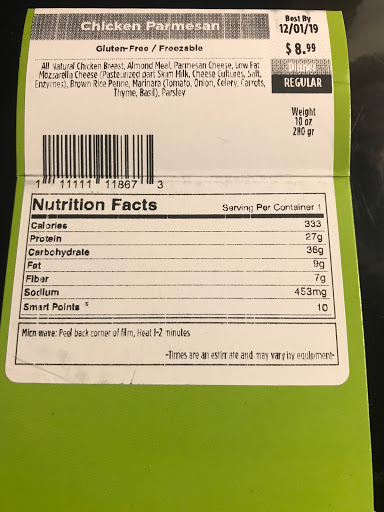 Chicken Parmesan
Gluten-Free / Freezable
All Natural Chicken Breast, Almond Meal, Parmesan Cheese, Low Fat
Mozzarella Cheese (Pasteurized part Skim Milk, Cheese Cultures, Salt,
Enzymes), Brown Rice Penne, Marinara (Tomato, Onion, Celery, Carrots,
Thyme, Basil), Parsley
Best By
12/01/19
$ 8.99
REGULAR
Weight
10 oz
280 gr
1 11111 11867 3
Nutrition Facts Serving Per Container 1
Calories 333
Protein 27g
Carbohydrate 36g
Fat 9g
Fiber 7g
Sodium 453mg
Smart Points 10
Microwave: Peel back corner of film, Heat 1-2 minutes
-Times are an estimate and may vary by equipment-